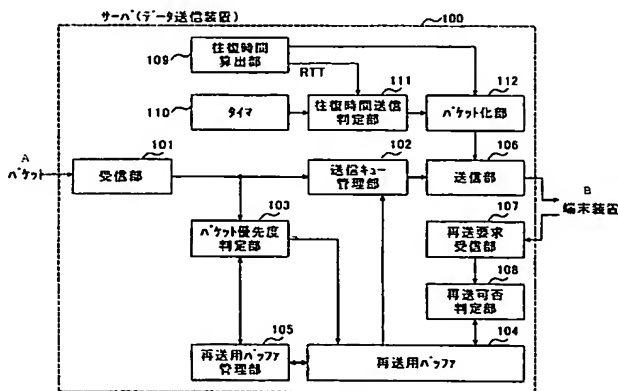 サーバ(データ送信装置)
100
往復時間
算出部
109
RTT
111
112
110
タイマ
往復時間送信
判定部
パケット化部
A
パケット
101
受信部
102
送信キュー
管理部
106
送信部
B
端末装置
103
パケット優先度
判定部
107
再送要求
受信部
108
再送可否
判定部
105
再送用バッファ
管理部
104
再送用バッファ